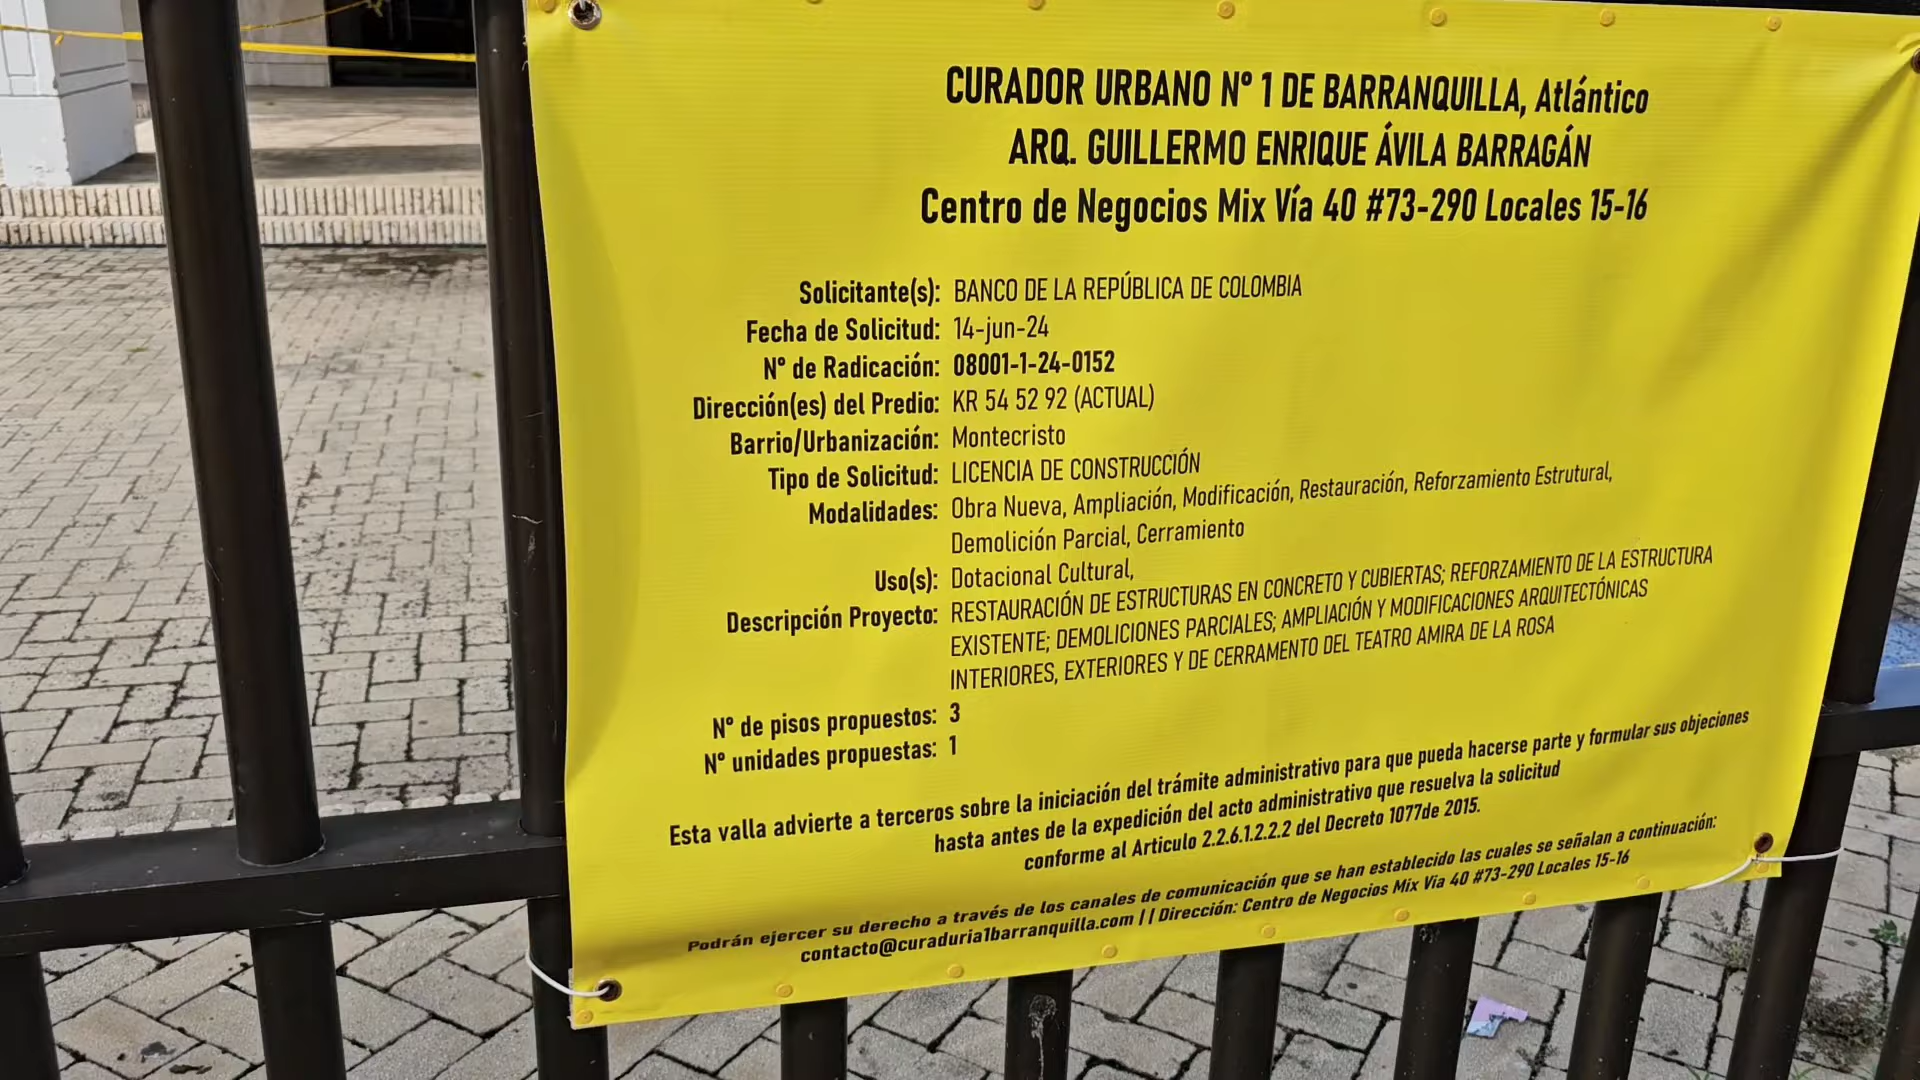 CURADOR URBANO N° 1 DE BARRANQUILLA, Atlántico
ARQ. GUILLERMO ENRIQUE ÁVILA BARRAGÁN
Centro de Negocios Mix Vía 40 #73-290 Locales 15-16
Solicitante(s): BANCO DE LA REPÚBLICA DE COLOMBIA
Fecha de Solicitud: 14-jun-24
N° de Radicación: 08001-1-24-0152
Dirección(es) del Predio: KR 54 52 92 (ACTUAL)
Barrio/Urbanización: Montecristo
Tipo de Solicitud: LICENCIA DE CONSTRUCCIÓN
Modalidades: Obra Nueva, Ampliación, Modificación, Restauración, Reforzamiento Estrutural,
Demolición Parcial, Cerramiento
Uso(s): Dotacional Cultural,
Descripción Proyecto: RESTAURACIÓN DE ESTRUCTURAS EN CONCRETO Y CUBIERTAS; REFORZAMIENTO DE LA ESTRUCTURA
EXISTENTE; DEMOLICIONES PARCIALES; AMPLIACIÓN Y MODIFICACIONES ARQUITECTÓNICAS
INTERIORES, EXTERIORES Y DE CERRAMENTO DEL TEATRO AMIRA DE LA ROSA
N° de pisos propuestos: 3
N° unidades propuestas: 1
Esta valla advierte a terceros sobre la iniciación del trámite administrativo para que pueda hacerse parte y formular sus objeciones
hasta antes de la expedición del acto administrativo que resuelva la solicitud
conforme al Articulo 2.2.6.1.2.2.2 del Decreto 1077de 2015.
Podrán ejercer su derecho a través de los canales de comunicación que se han establecido las cuales se señalan a continuación:
contacto@curaduria1barranquilla.com || Dirección: Centro de Negocios Mix Via 40 #73-290 Locales 15-16